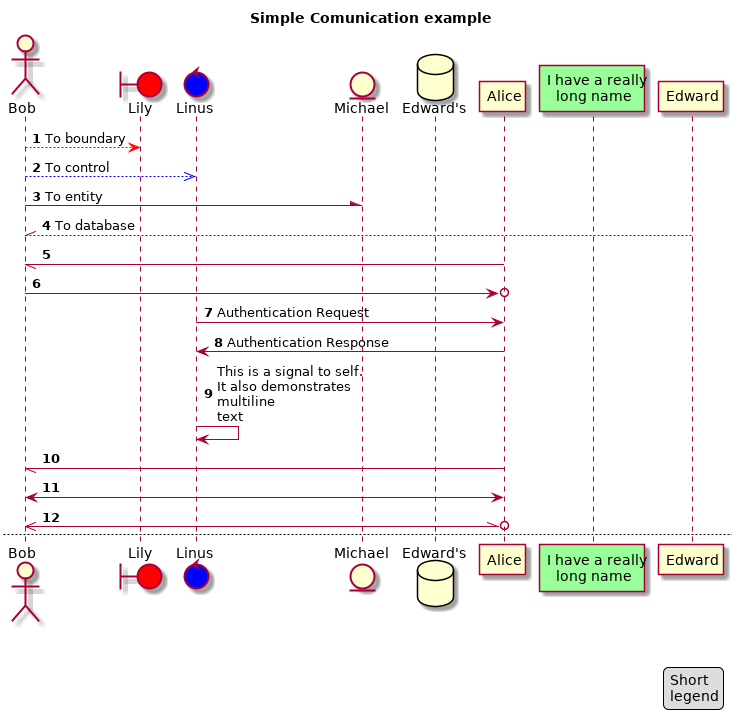 Simple Comunication example
Bob
Lily
Linus
Michael
Edward's
Alice
I have a really
long name
Edward
1 To boundary
2 To control
3 To entity
4 To database
5
6
7 Authentication Request
8 Authentication Response
9
This is a signal to self.
It also demonstrates
multiline
text
10
11
12
Bob
Lily
Linus
Michael
Edward's
Alice
I have a really
long name
Edward
Short
legend